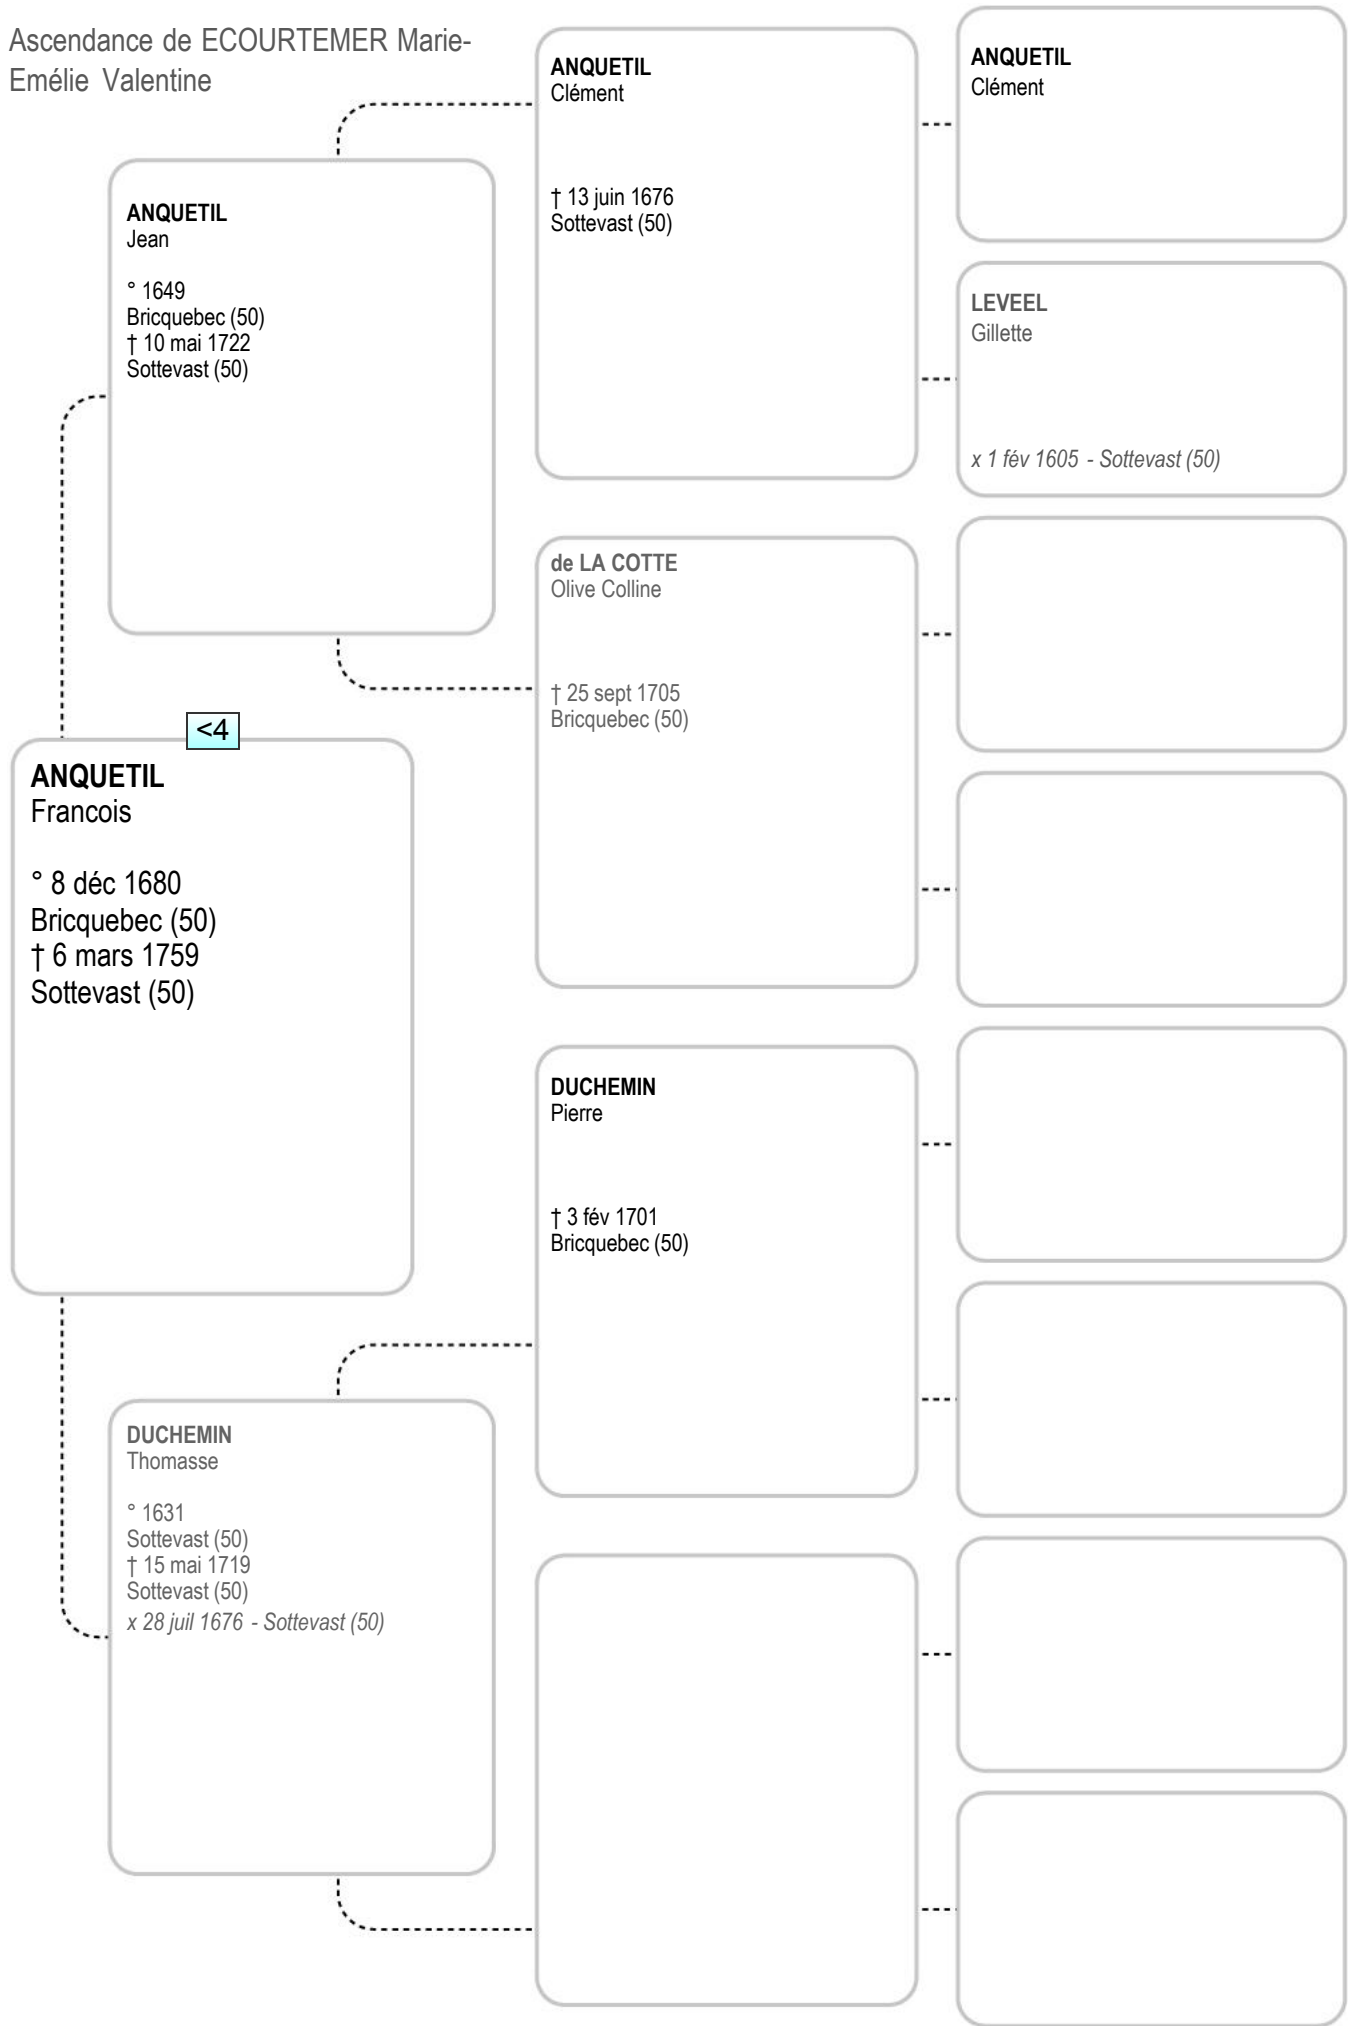 Ascendance de ECOURTEMER Marie-
Emélie Valentine
<4
ANQUETIL
Francois
° 8 déc 1680
Bricquebec (50)
† 6 mars 1759
Sottevast (50)
ANQUETIL
Jean
° 1649
Bricquebec (50)
† 10 mai 1722
Sottevast (50)
DUCHEMIN
Thomasse
° 1631
Sottevast (50)
† 15 mai 1719
Sottevast (50)
x 28 juil 1676 - Sottevast (50)
ANQUETIL
Clément
† 13 juin 1676
Sottevast (50)
de LA COTTE
Olive Colline
† 25 sept 1705
Bricquebec (50)
DUCHEMIN
Pierre
† 3 fév 1701
Bricquebec (50)
ANQUETIL
Clément
LEVEEL
Gillette
x 1 fév 1605 - Sottevast (50)